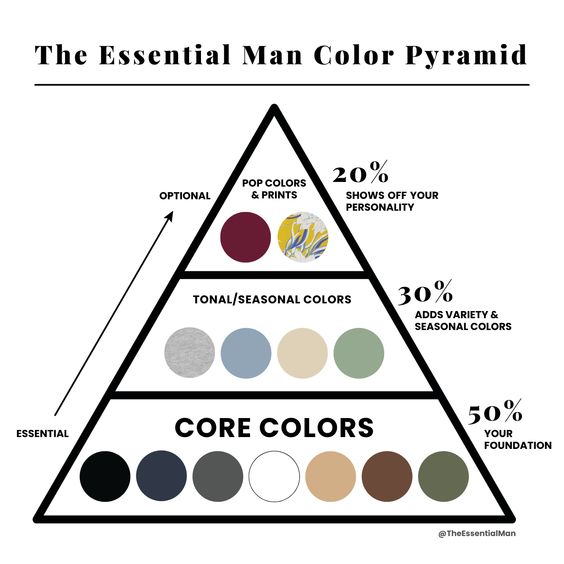 The Essential Man Color Pyramid
20%
POP COLORS
& PRINTS
SHOWS OFF YOUR
PERSONALITY
OPTIONAL
30%
TONAL/SEASONAL COLORS
ADDS VARIETY &
SEASONAL COLORS
50%
CORE COLORS
YOUR
FOUNDATION
ESSENTIAL
@TheEssentialMan